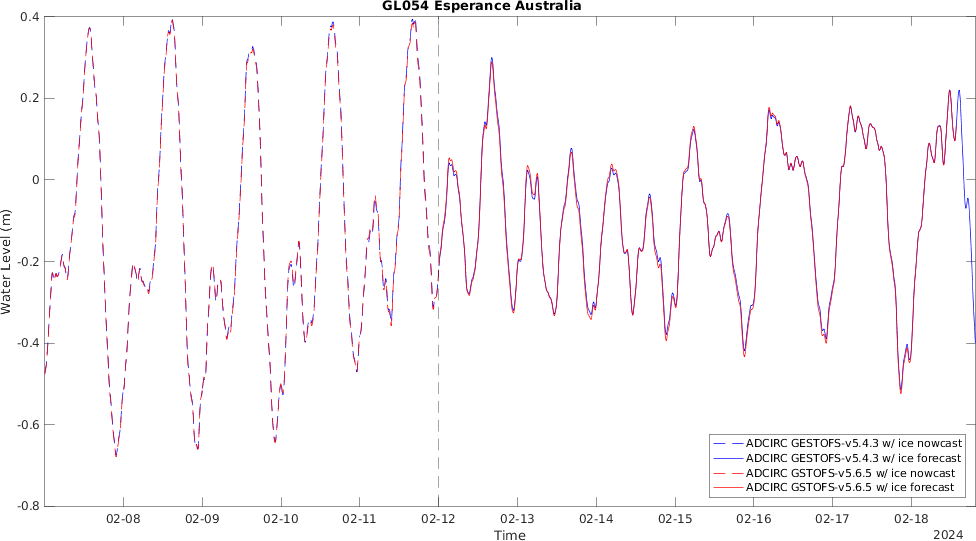 GL054 Esperance Australia
Water Level (m)
0.4
0.2
0
-0.2
-0.4
-0.6
-0.8
ADCIRC GESTOFS-v5.4.3 w/ ice nowcast
ADCIRC GESTOFS-v5.4.3 w/ ice forecast
ADCIRC GSTOFS-v5.6.5 w/ ice nowcast
ADCIRC GSTOFS-v5.6.5 w/ ice forecast
02-08 02-09 02-10 02-11 02-12 02-13 02-14 02-15 02-16 02-17 02-18
Time
2024